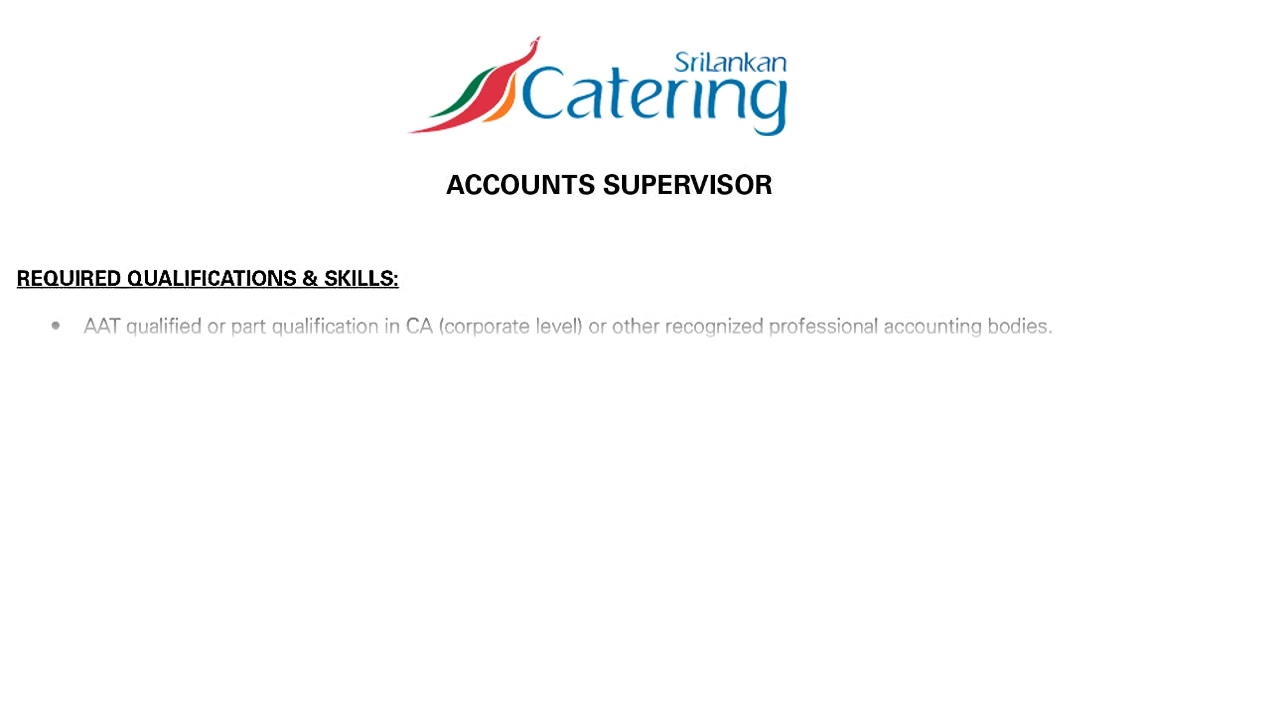 SriLankan
Catering
ACCOUNTS SUPERVISOR
REQUIRED QUALIFICATIONS & SKILLS:
• AAT qualified or part qualification in CA (corporate level) or other recognized professional accounting bodies.